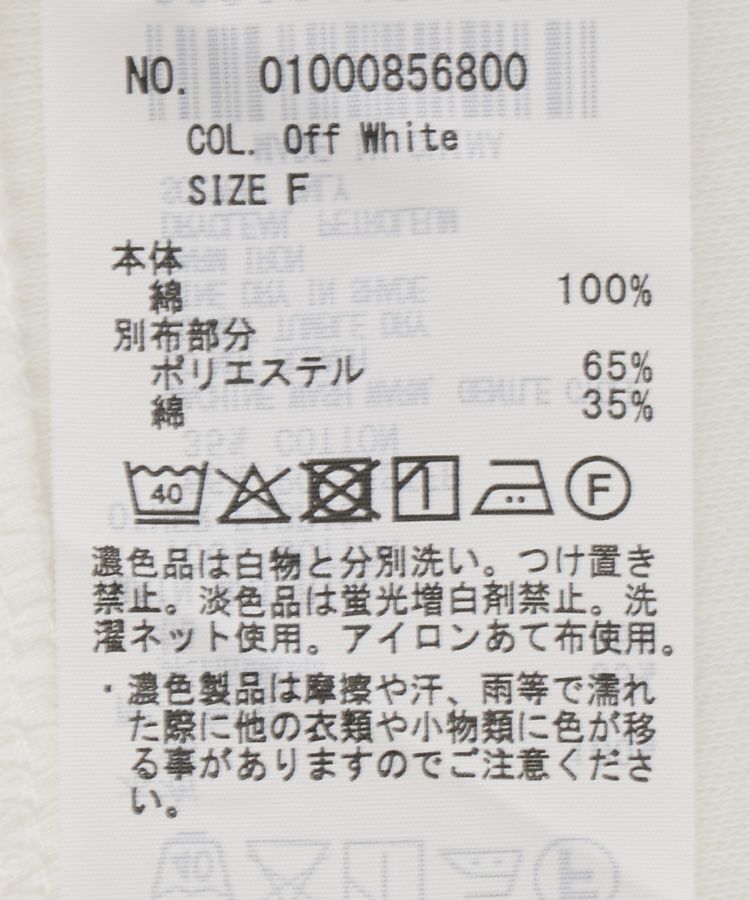 NO. 01000856800
COL. Off White
SIZE F
本体
綿 100%
別布部分
ポリエステル 65%
綿 35%
40 F
濃色品は白物と分別洗い。つけ置き
禁止。淡色品は蛍光増白剤禁止。洗
濯ネット使用。アイロンあて布使用。
・濃色製品は摩擦や汗、雨等で濡れ
た際に他の衣類や小物類に色が移
る事がありますのでご注意くださ
い。